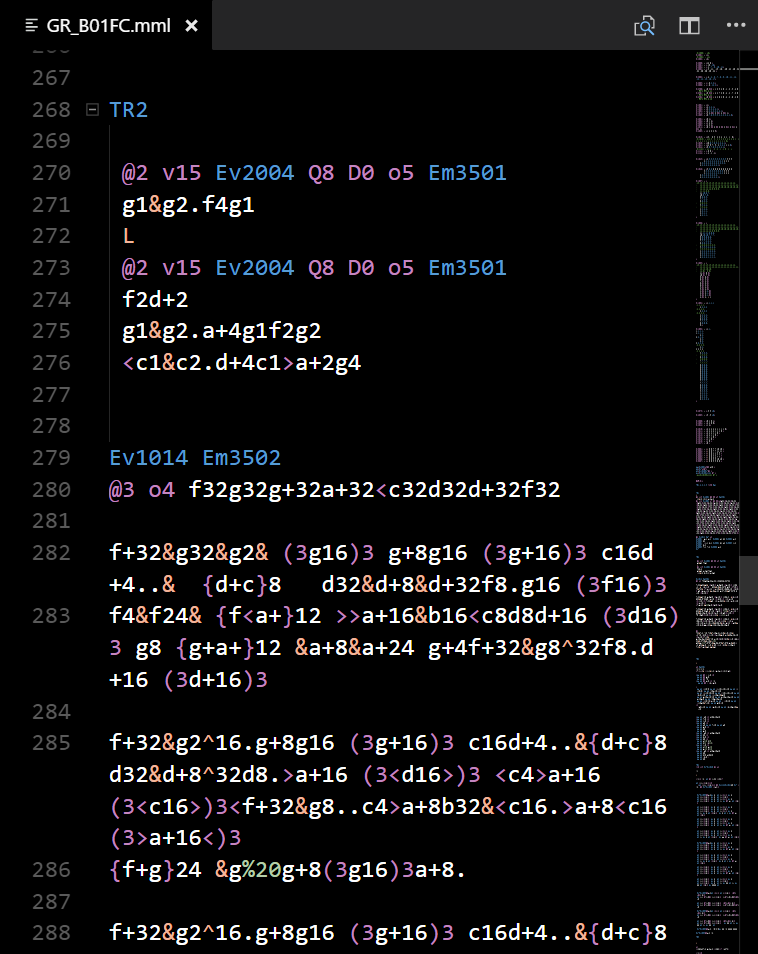 GR_B01FC.mml
267
268 TR2
269
270 @2 v15 Ev2004 Q8 D0 o5 Em3501
271 g1&g2.f4g1
272 L
273 @2 v15 Ev2004 Q8 D0 o5 Em3501
274 f2d+2
275 g1&g2.a+4g1f2g2
276 <c1&c2.d+4c1>a+2g4
277
278
279 Ev1014 Em3502
280 @3 o4 f32g32g+32a+32<c32d32d+32f32
281
282 f+32&g32&g2& (3g16)3 g+8g16 (3g+16)3 c16d
+4..&  {d+c}8   d32&d+8&d+32f8.g16 (3f16)3
283 f4&f24& {f<a+}12 >>a+16&b16<c8d8d+16 (3d16)
3 g8 {g+a+}12 &a+8&a+24 g+4f+32&g8^32f8.d
+16 (3d+16)3
284
285 f+32&g2^16.g+8g16 (3g+16)3 c16d+4..&{d+c}8
d32&d+8^32d8.>a+16 (3<d16>)3 <c4>a+16
(3<c16>)3<f+32&g8..c4>a+8b32&<c16.>a+8<c16
(3>a+16<)3
286 {f+g}24 &g%20g+8(3g16)3a+8.
287
288 f+32&g2^16.g+8g16 (3g+16)3 c16d+4..&{d+c}8